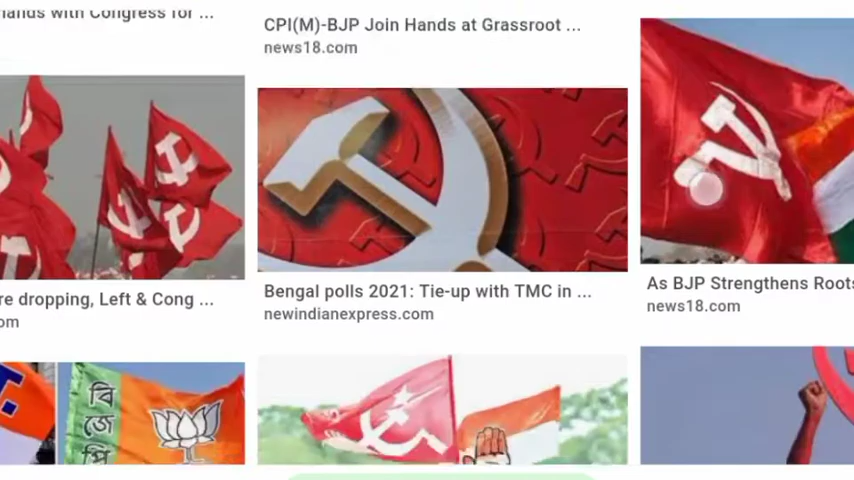 hands with Congress for ...
CPI(M)-BJP Join Hands at Grassroot ...
news18.com
re dropping, Left & Cong ...
om
Bengal polls 2021: Tie-up with TMC in ...
newindianexpress.com
As BJP Strengthens Roots
news18.com
বি
জে
পি